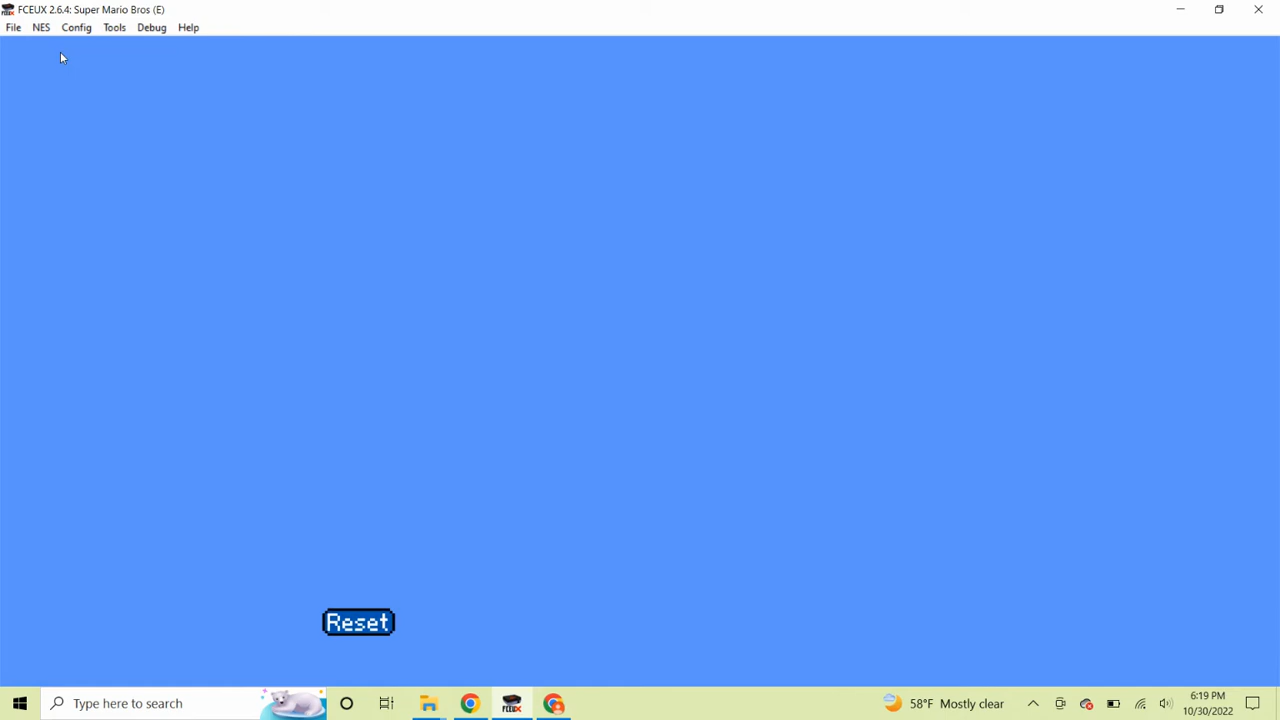 FCEUX 2.6.4: Super Mario Bros (E)
File NES Config Tools Debug Help
Reset
Type here to search
58°F Mostly clear
6:19 PM
10/30/2022